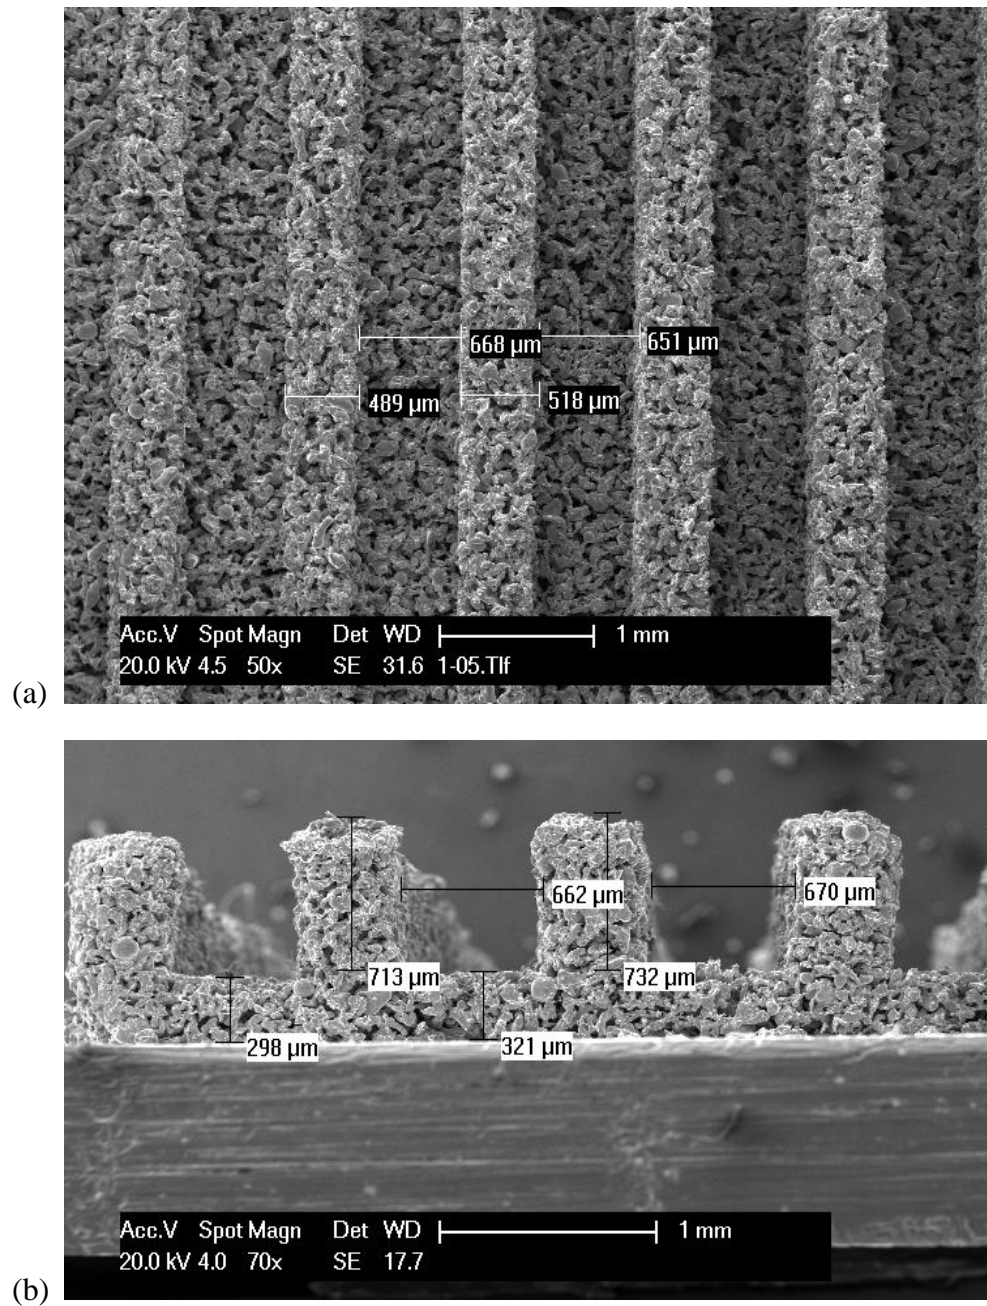 668 µm 651 µm
489 µm 518 µm
Acc.V Spot Magn Det WD 1 mm
20.0 kV 4.5 50x SE 31.6 1-05.TIf
(a)
662 µm 670 µm
713 µm 732 µm
298 µm 321 µm
Acc.V Spot Magn Det WD 1 mm
20.0 kV 4.0 70x SE 17.7
(b)